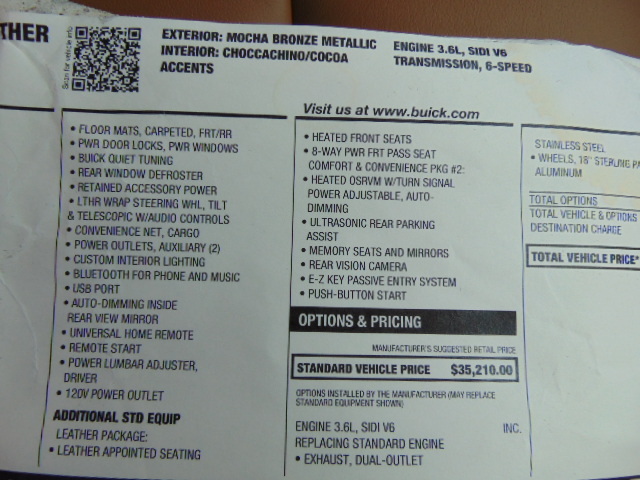 THER
Scan for vehicle info
EXTERIOR: MOCHA BRONZE METALLIC
INTERIOR: CHOCCACHINO/COCOA
ACCENTS
ENGINE 3.6L, SIDI V6
TRANSMISSION, 6-SPEED
Visit us at www.buick.com
• FLOOR MATS, CARPETED, FRT/RR
• PWR DOOR LOCKS, PWR WINDOWS
• BUICK QUIET TUNING
• REAR WINDOW DEFROSTER
• RETAINED ACCESSORY POWER
• LTHR WRAP STEERING WHL, TILT
& TELESCOPIC W/AUDIO CONTROLS
• CONVENIENCE NET, CARGO
• POWER OUTLETS, AUXILIARY (2)
• CUSTOM INTERIOR LIGHTING
• BLUETOOTH FOR PHONE AND MUSIC
• USB PORT
• AUTO-DIMMING INSIDE
REAR VIEW MIRROR
• UNIVERSAL HOME REMOTE
• REMOTE START
• POWER LUMBAR ADJUSTER,
DRIVER
• 120V POWER OUTLET
ADDITIONAL STD EQUIP
LEATHER PACKAGE:
• LEATHER APPOINTED SEATING
• HEATED FRONT SEATS
• 8-WAY PWR FRT PASS SEAT
COMFORT & CONVENIENCE PKG #2:
• HEATED OSRVM W/TURN SIGNAL
POWER ADJUSTABLE, AUTO-
DIMMING
• ULTRASONIC REAR PARKING
ASSIST
• MEMORY SEATS AND MIRRORS
• REAR VISION CAMERA
• E-Z KEY PASSIVE ENTRY SYSTEM
• PUSH-BUTTON START
OPTIONS & PRICING
MANUFACTURER'S SUGGESTED RETAIL PRICE
STANDARD VEHICLE PRICE $35,210.00
OPTIONS INSTALLED BY THE MANUFACTURER (MAY REPLACE
STANDARD EQUIPMENT SHOWN)
ENGINE 3.6L, SIDI V6 INC.
REPLACING STANDARD ENGINE
• EXHAUST, DUAL-OUTLET
STAINLESS STEEL
• WHEELS, 18" STERLING PA
ALUMINUM
TOTAL OPTIONS
TOTAL VEHICLE & OPTIONS
DESTINATION CHARGE
TOTAL VEHICLE PRICE*